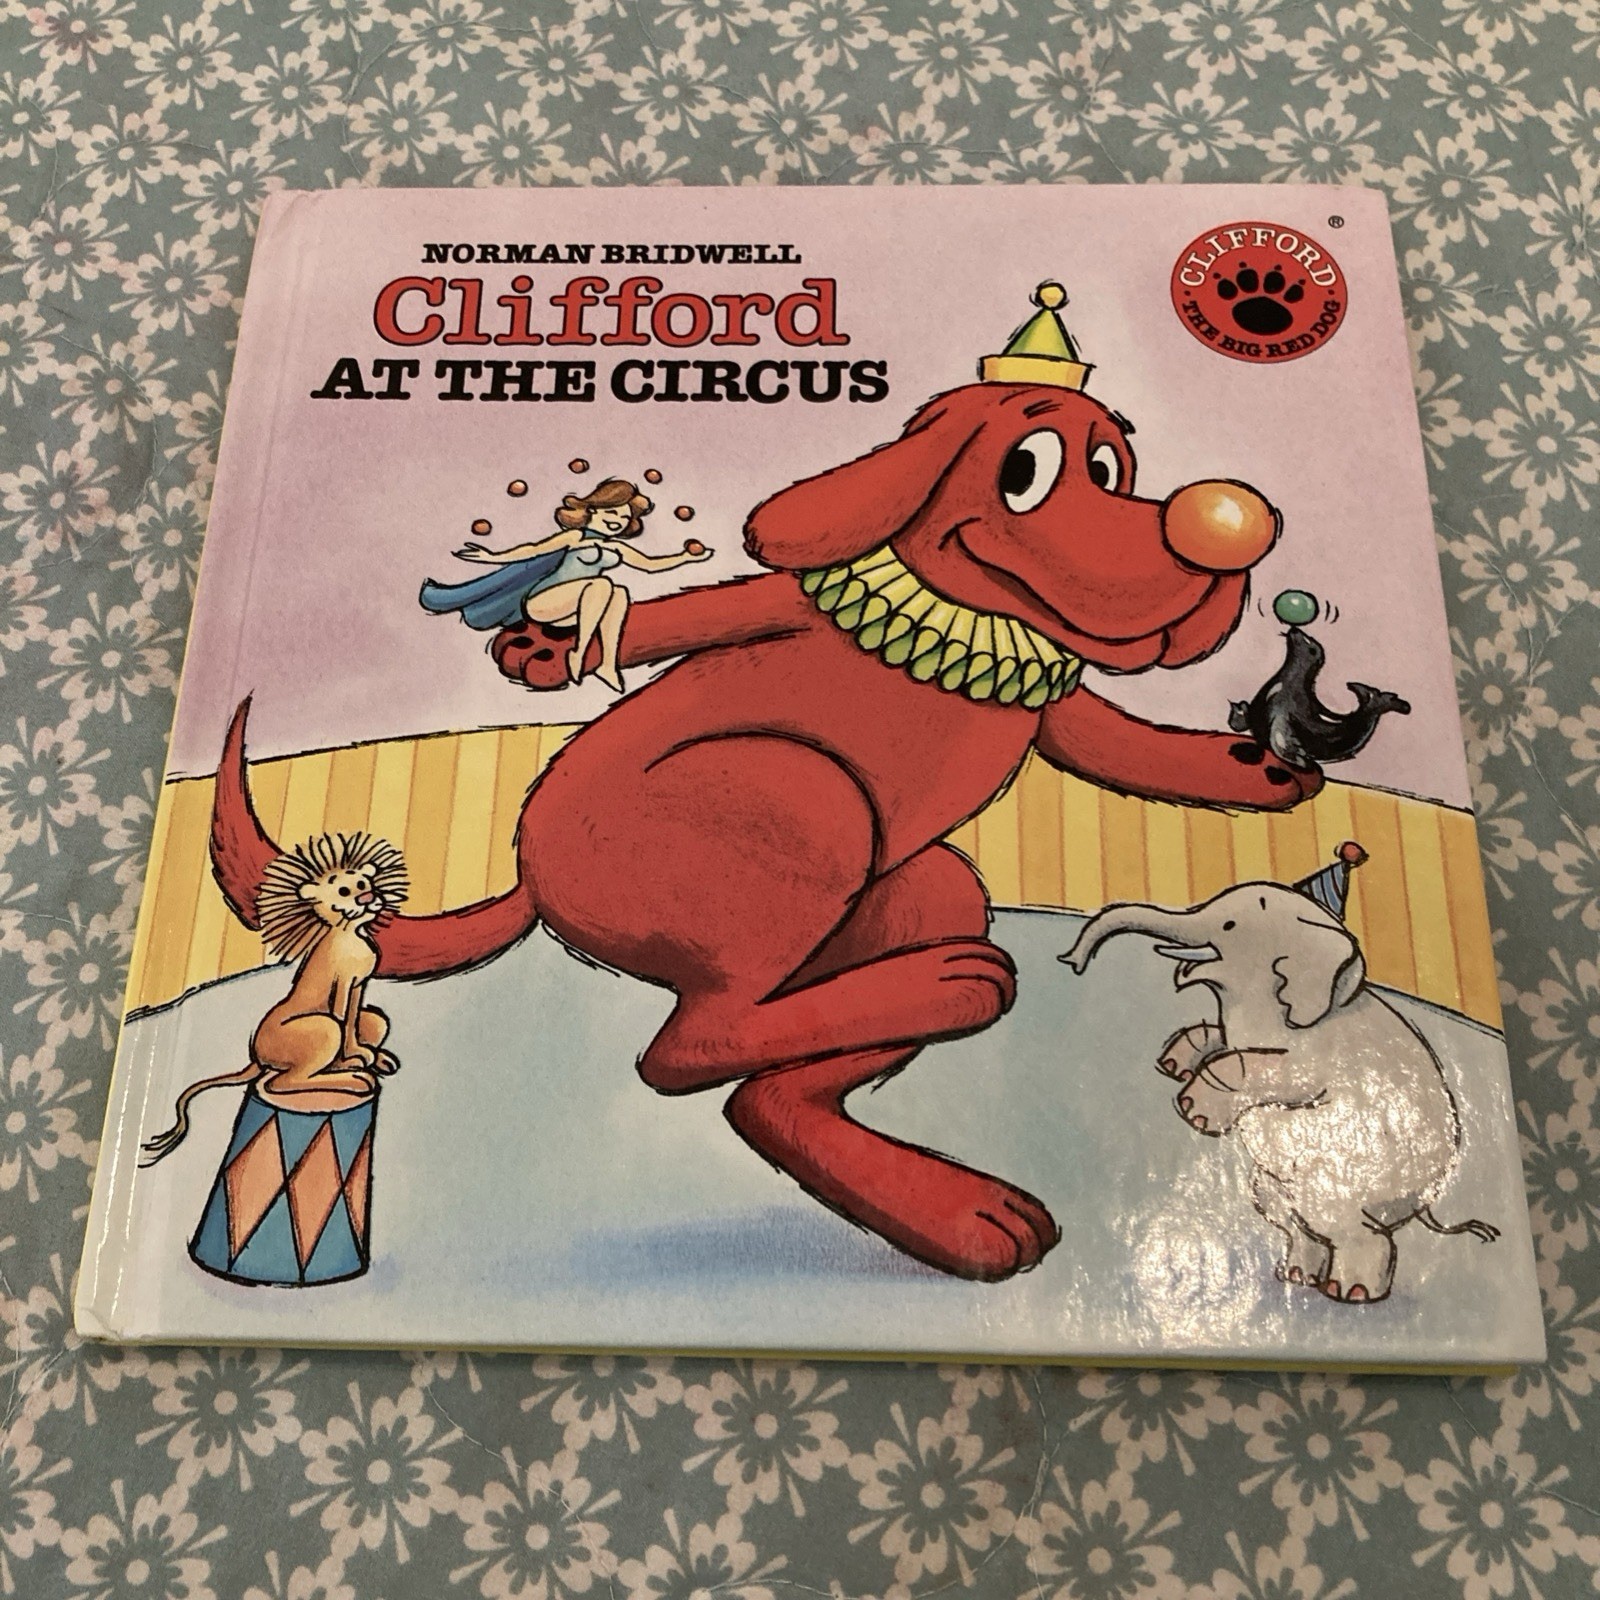 NORMAN BRIDWELL
Clifford
AT THE CIRCUS
CLIFFORD
THE BIG RED DOG
®